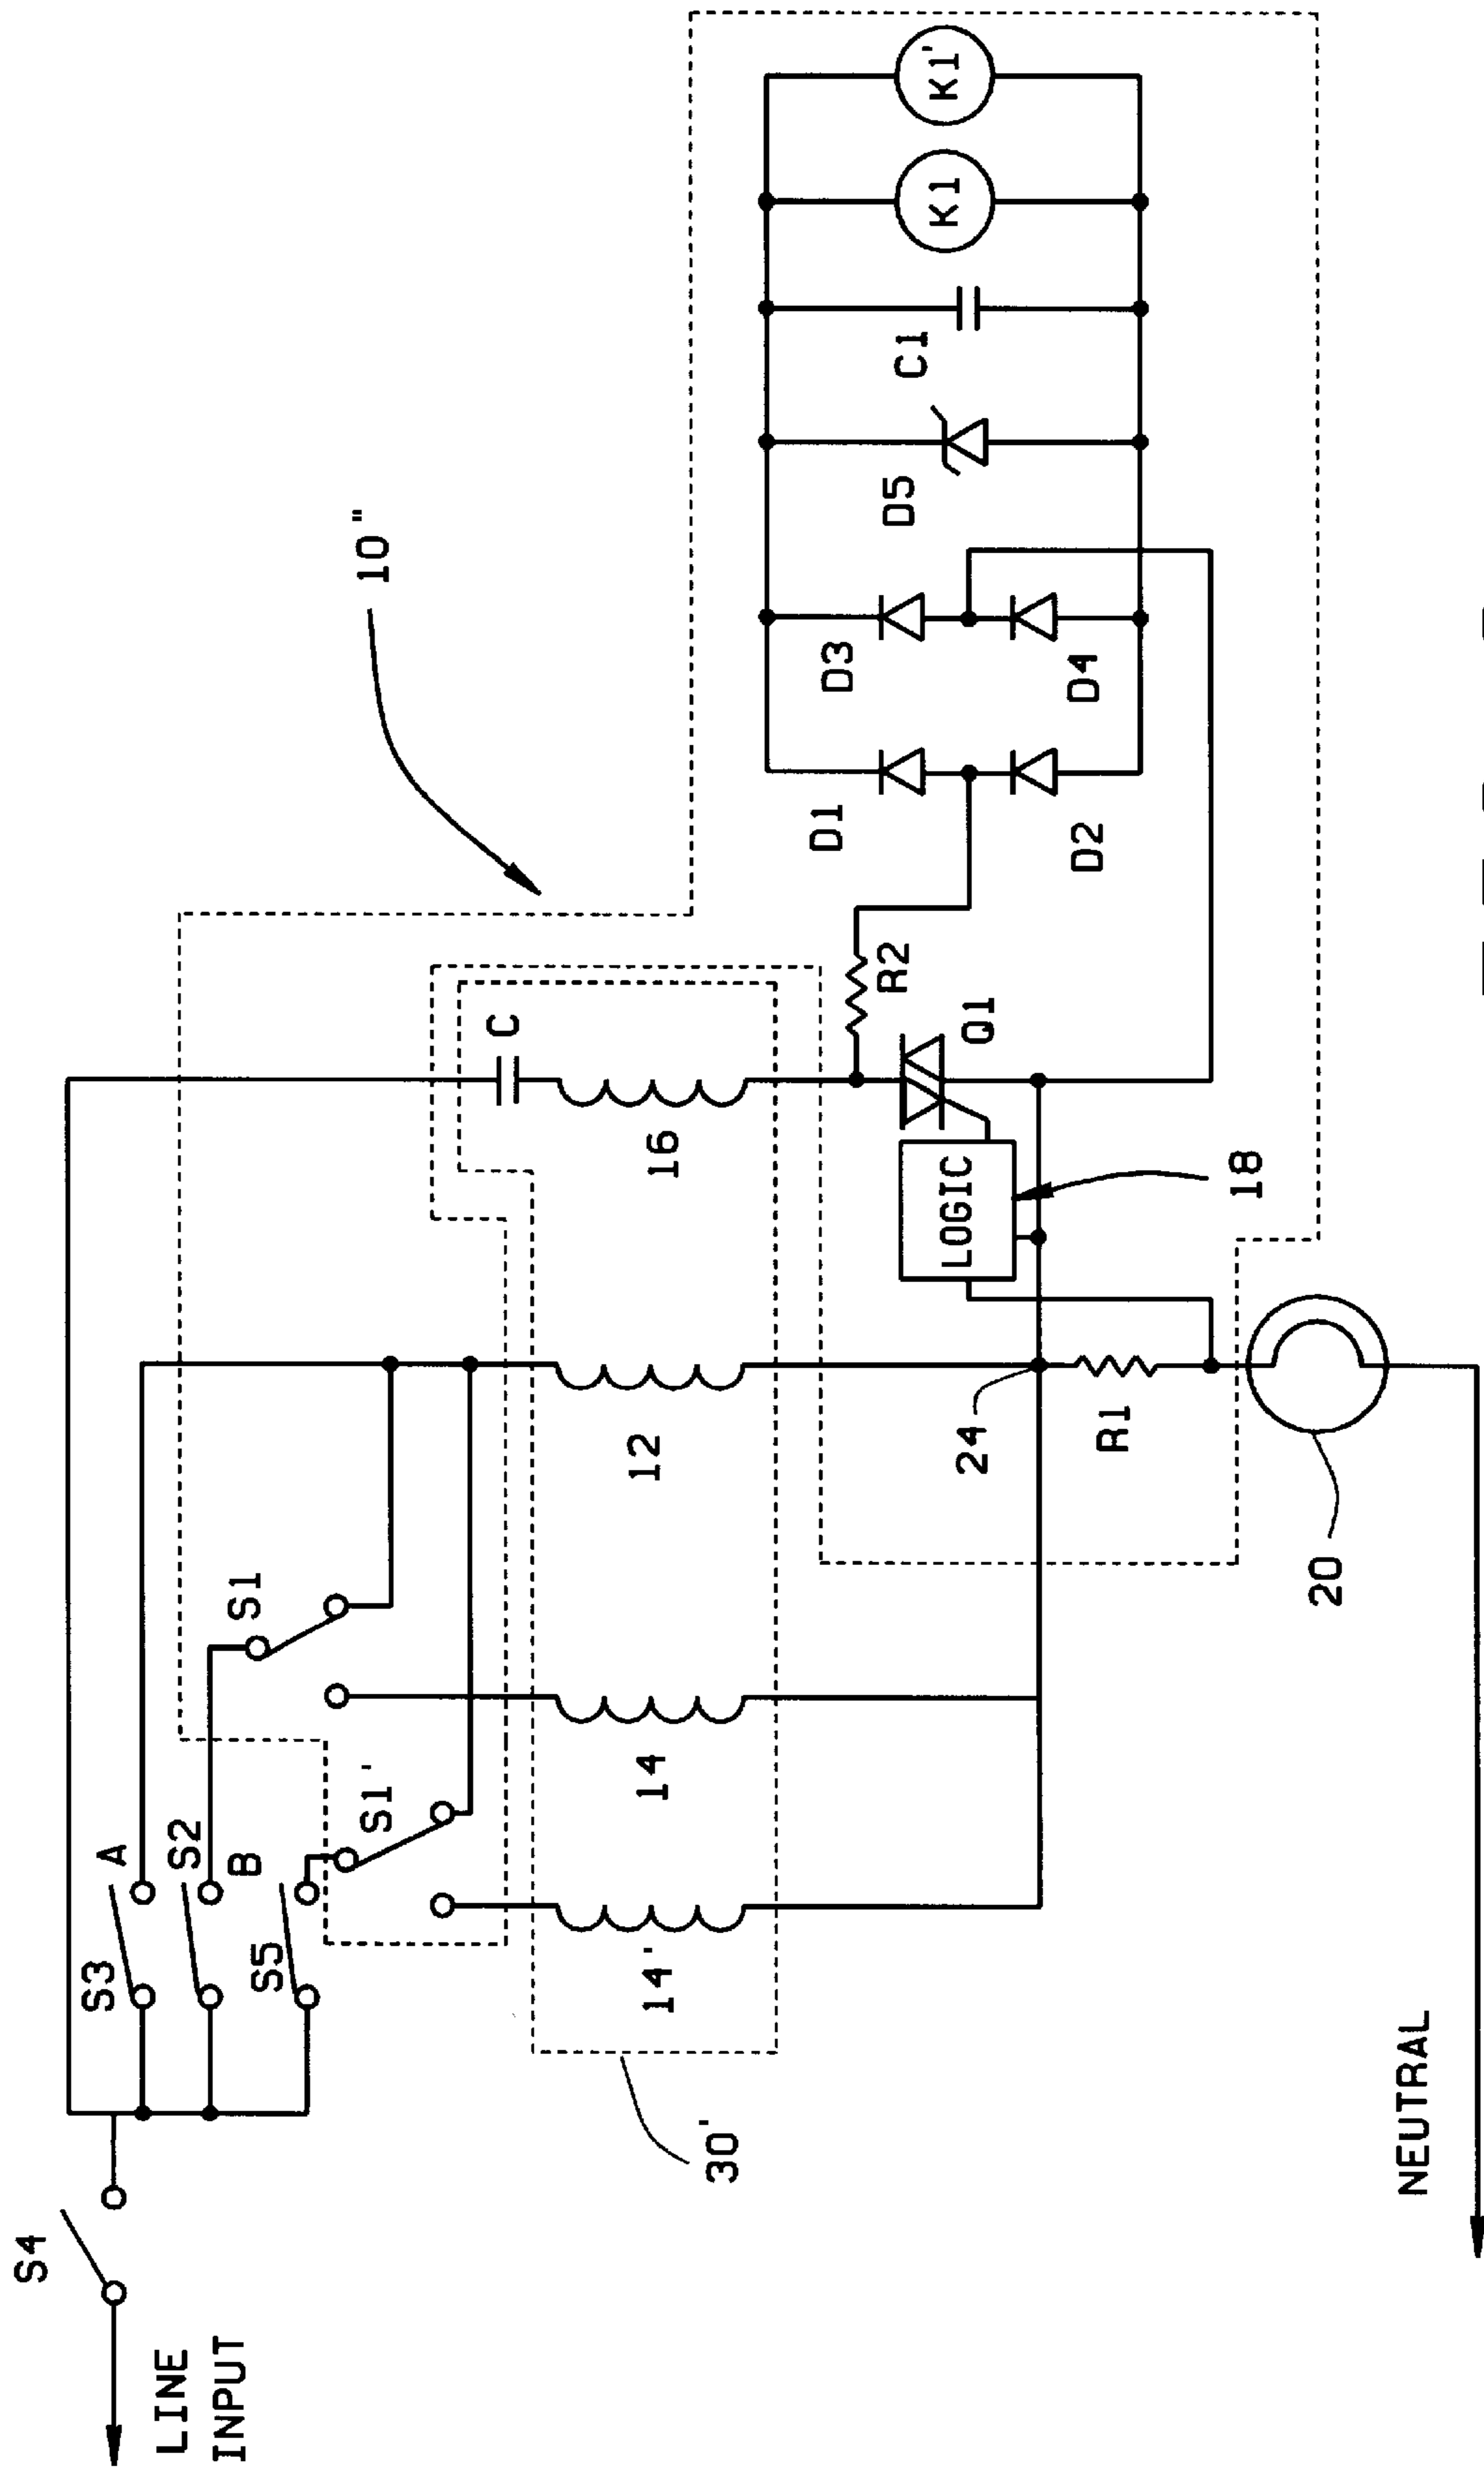 LINE
INPUT
S4
S3
A
S2
B
S5
S1
S1'
10"
30'
14'
14
12
16
C
R2
Q1
LOGIC
18
24
R1
20
NEUTRAL
D1
D2
D3
D4
D5
C1
K1
K1'